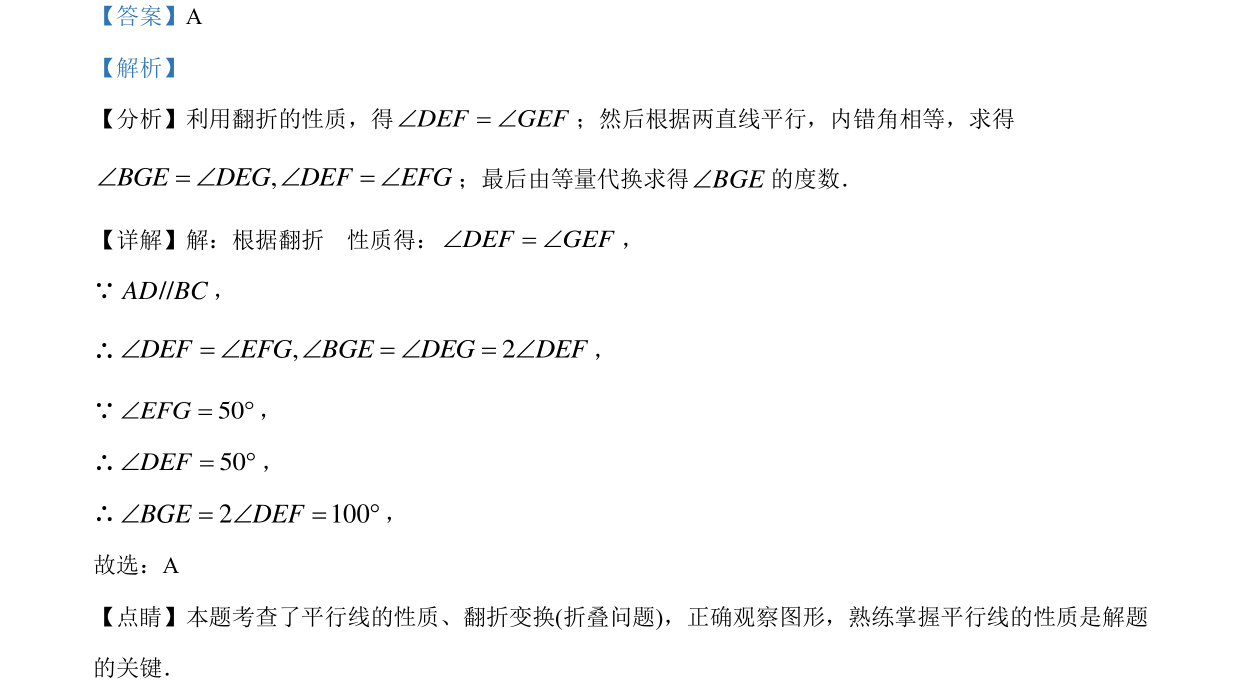 【答案】A
【解析】
【分析】利用翻折的性质，得∠DEF = ∠GEF；然后根据两直线平行，内错角相等，求得
∠BGE = ∠DEG, ∠DEF = ∠EFG；最后由等量代换求得∠BGE 的度数．
【详解】解：根据翻折　性质得：∠DEF = ∠GEF，
∵ AD//BC，
∴ ∠DEF = ∠EFG, ∠BGE = ∠DEG = 2∠DEF，
∵ ∠EFG = 50°，
∴ ∠DEF = 50°，
∴ ∠BGE = 2∠DEF = 100°，
故选：A
【点睛】本题考查了平行线的性质、翻折变换(折叠问题)，正确观察图形，熟练掌握平行线的性质是解题
的关键．